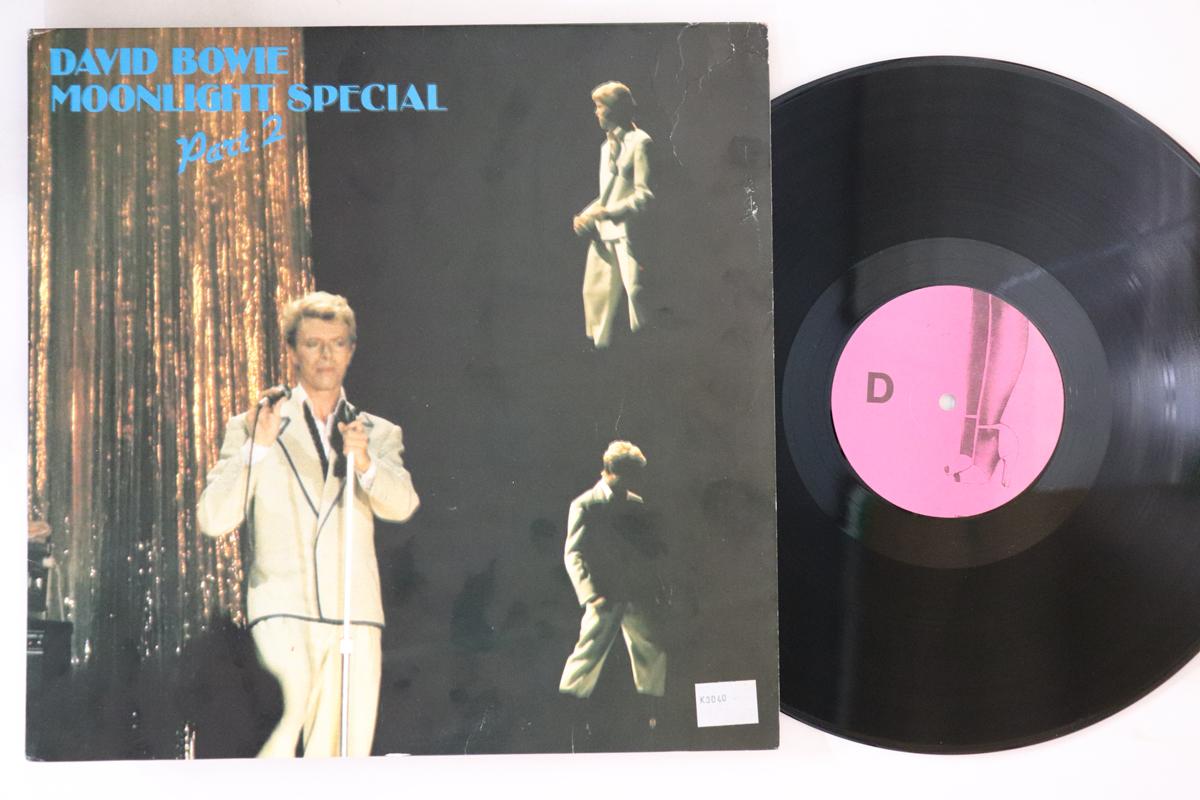 DAVID BOWIE
MOONLIGHT SPECIAL
Part 2
D
K3040